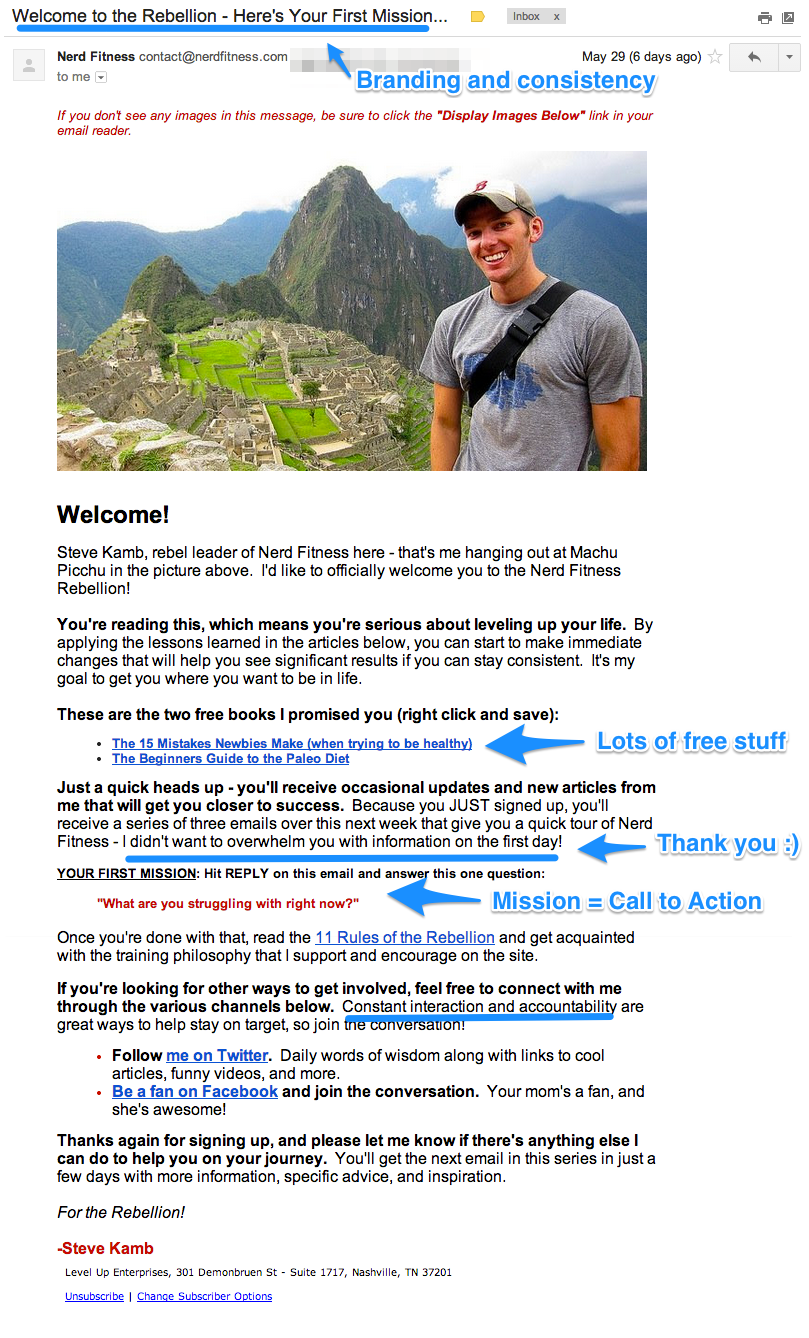 Welcome to the Rebellion - Here's Your First Mission...
Inbox x
Nerd Fitness contact@nerdfitness.com
May 29 (6 days ago)
to me
Branding and consistency
If you don't see any images in this message, be sure to click the "Display Images Below" link in your
email reader.
B
Welcome!
Steve Kamb, rebel leader of Nerd Fitness here - that's me hanging out at Machu
Picchu in the picture above. I'd like to officially welcome you to the Nerd Fitness
Rebellion!
You're reading this, which means you're serious about leveling up your life. By
applying the lessons learned in the articles below, you can start to make immediate
changes that will help you see significant results if you can stay consistent. It's my
goal to get you where you want to be in life.
These are the two free books I promised you (right click and save):
• The 15 Mistakes Newbies Make (when trying to be healthy)
Lots of free stuff
• The Beginners Guide to the Paleo Diet
Just a quick heads up - you'll receive occasional updates and new articles from
me that will get you closer to success. Because you JUST signed up, you'll
receive a series of three emails over this next week that give you a quick tour of Nerd
Fitness - I didn't want to overwhelm you with information on the first day!
Thank you :)
YOUR FIRST MISSION: Hit REPLY on this email and answer this one question:
"What are you struggling with right now?"
Mission = Call to Action
Once you're done with that, read the 11 Rules of the Rebellion and get acquainted
with the training philosophy that I support and encourage on the site.
If you're looking for other ways to get involved, feel free to connect with me
through the various channels below. Constant interaction and accountability are
great ways to help stay on target, so join the conversation!
• Follow me on Twitter. Daily words of wisdom along with links to cool
articles, funny videos, and more.
• Be a fan on Facebook and join the conversation. Your mom's a fan, and
she's awesome!
Thanks again for signing up, and please let me know if there's anything else I
can do to help you on your journey. You'll get the next email in this series in just a
few days with more information, specific advice, and inspiration.
For the Rebellion!
-Steve Kamb
Level Up Enterprises, 301 Demonbruen St - Suite 1717, Nashville, TN 37201
Unsubscribe | Change Subscriber Options